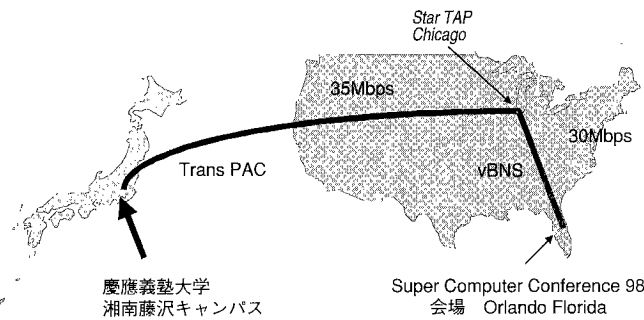 Star TAP
Chicago
35Mbps
30Mbps
Trans PAC
vBNS
慶應義塾大学
湘南藤沢キャンパス
Super Computer Conference 98
会場 Orlando Florida